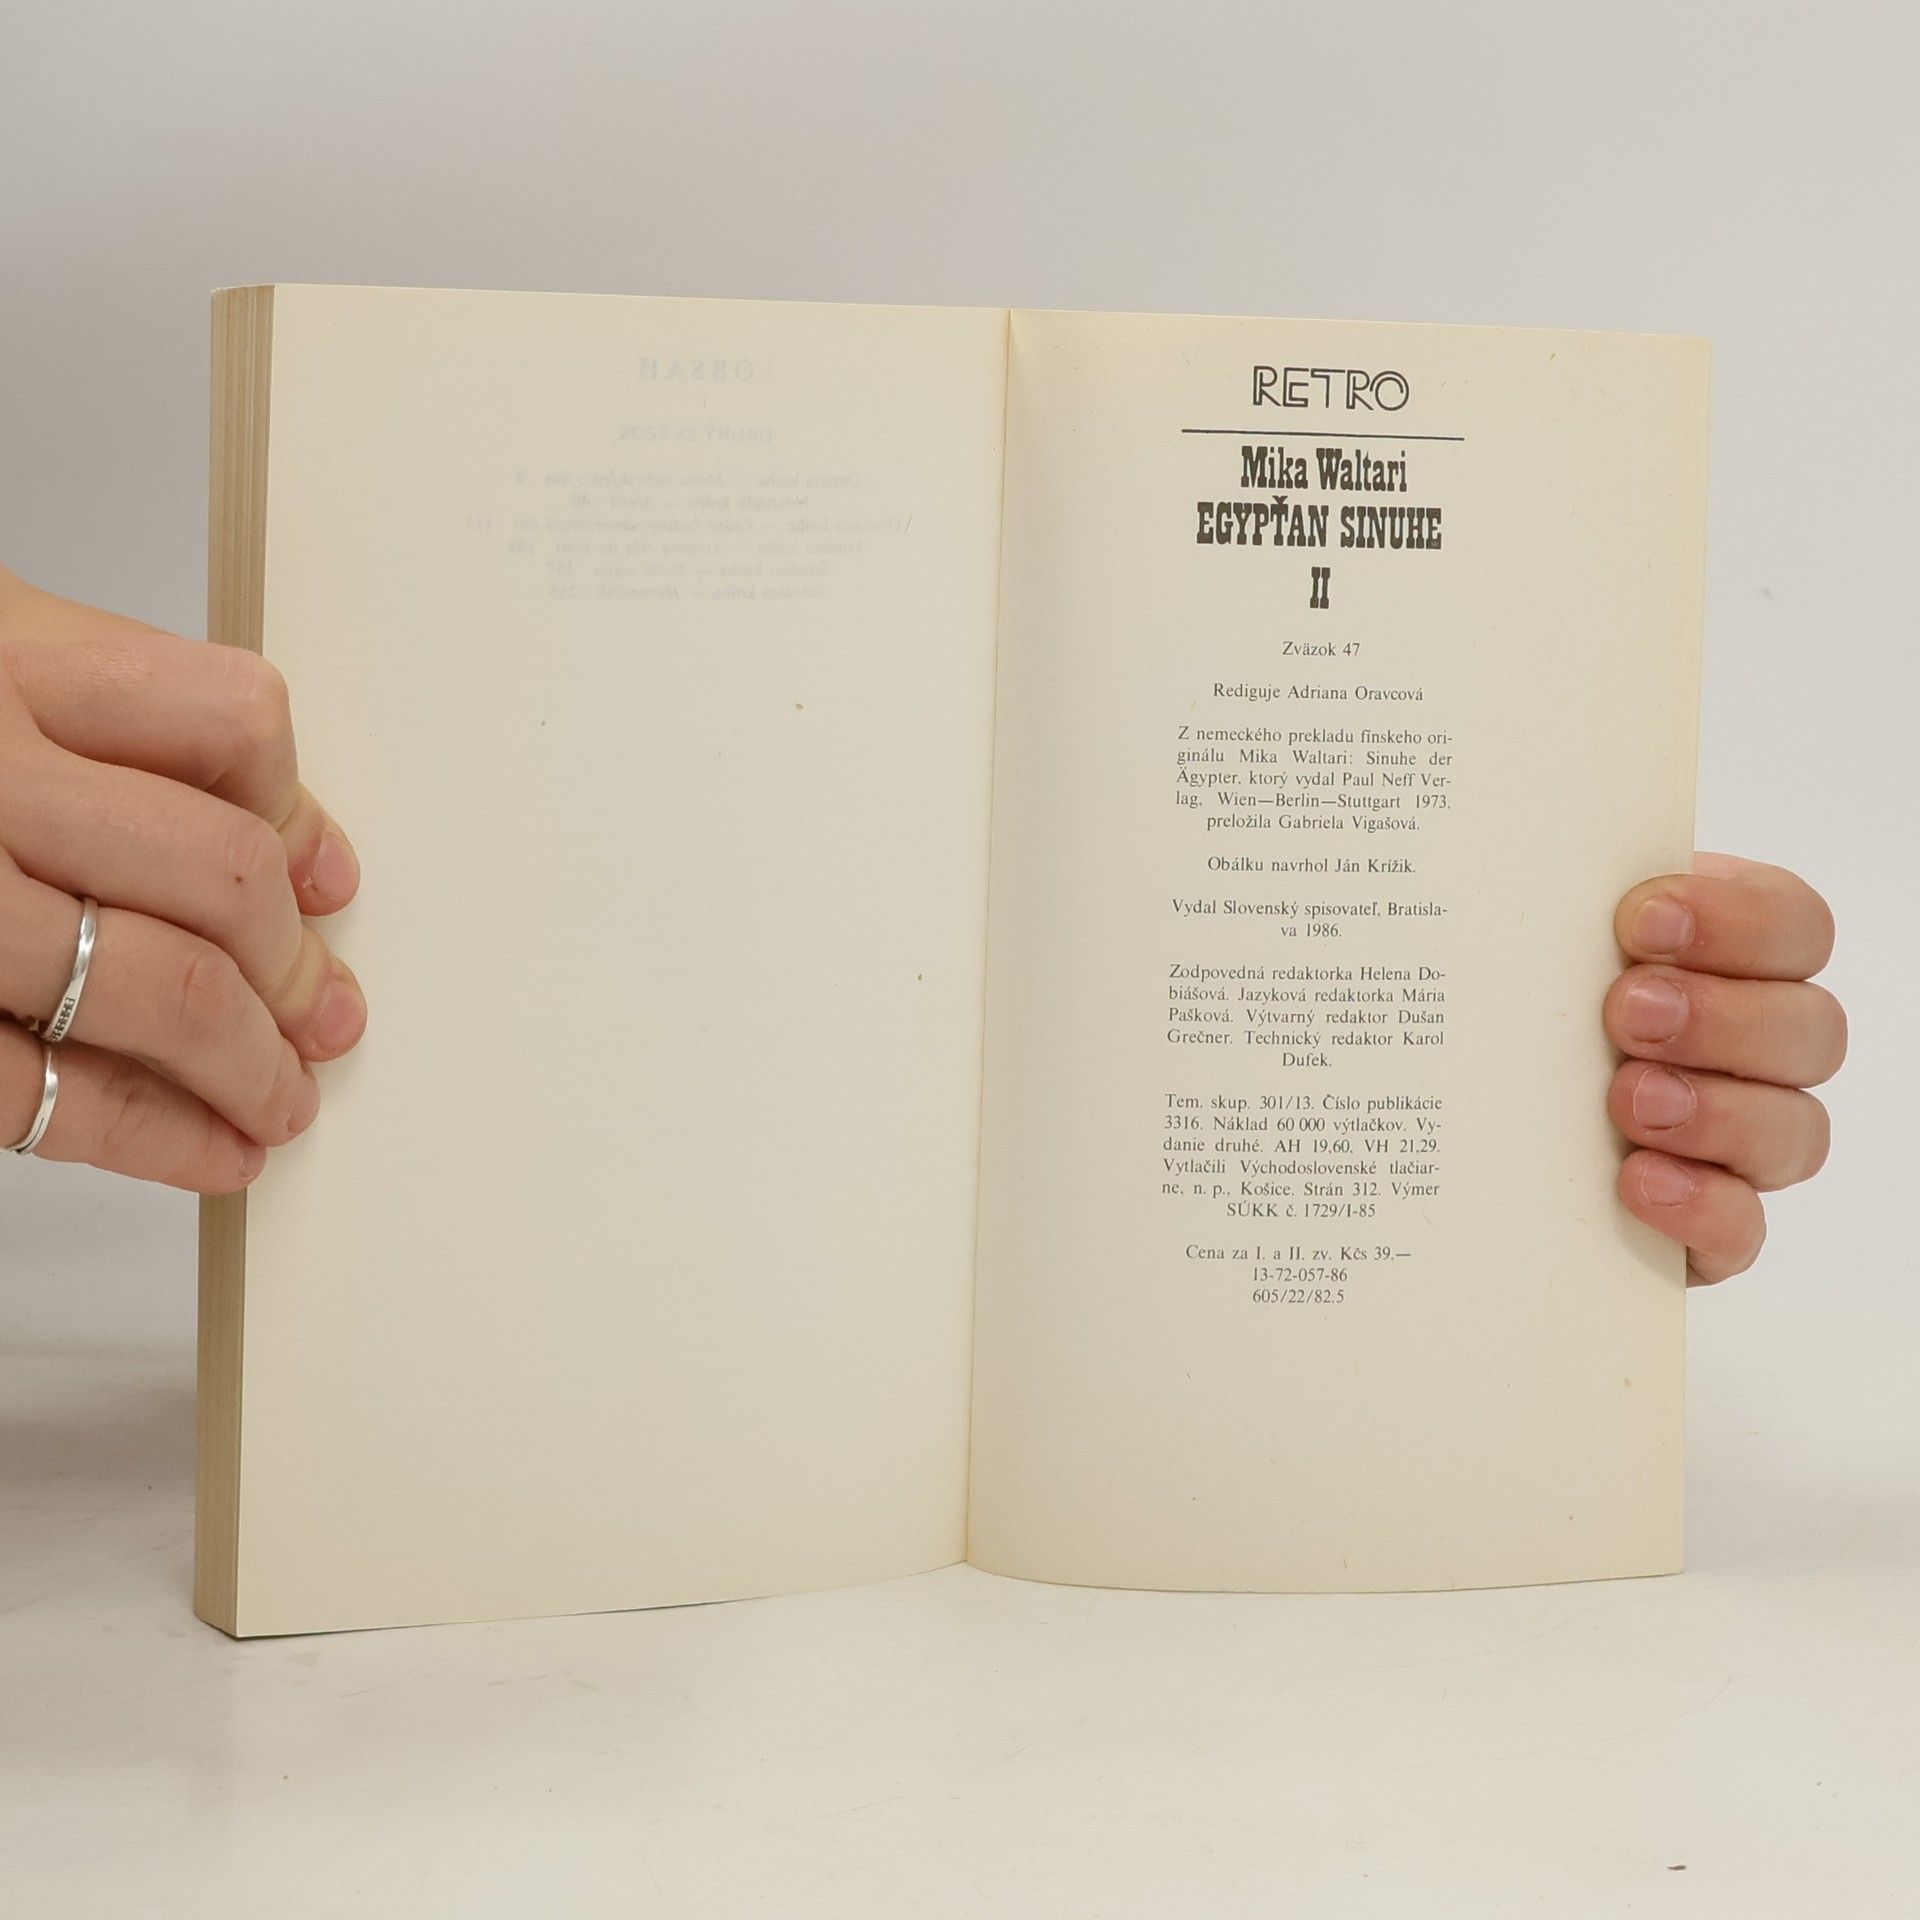 RETRO
Mika Waltari
EGYPŤAN SINUHE
II
Zväzok 47
Rediguje Adriana Oravcová
Z nemeckého prekladu fínskeho ori-
ginálu Mika Waltari: Sinuhe der
Ägypter, ktorý vydal Paul Neff Ver-
lag, Wien—Berlin—Stuttgart 1973,
preložila Gabriela Vigašová.
Obálku navrhol Ján Krížik.
Vydal Slovenský spisovateľ, Bratisla-
va 1986.
Zodpovedná redaktorka Helena Do-
biášová. Jazyková redaktorka Mária
Pašková. Výtvarný redaktor Dušan
Grečner. Technický redaktor Karol
Dufek.
Tem. skup. 301/13. Číslo publikácie
3316. Náklad 60 000 výtlačkov. Vy-
danie druhé. AH 19,60, VH 21,29.
Vytlačili Východoslovenské tlačiar-
ne, n. p., Košice. Strán 312. Výmer
SÚKK č. 1729/I-85
Cena za I. a II. zv. Kčs 39,—
13-72-057-86
605/22/82.5